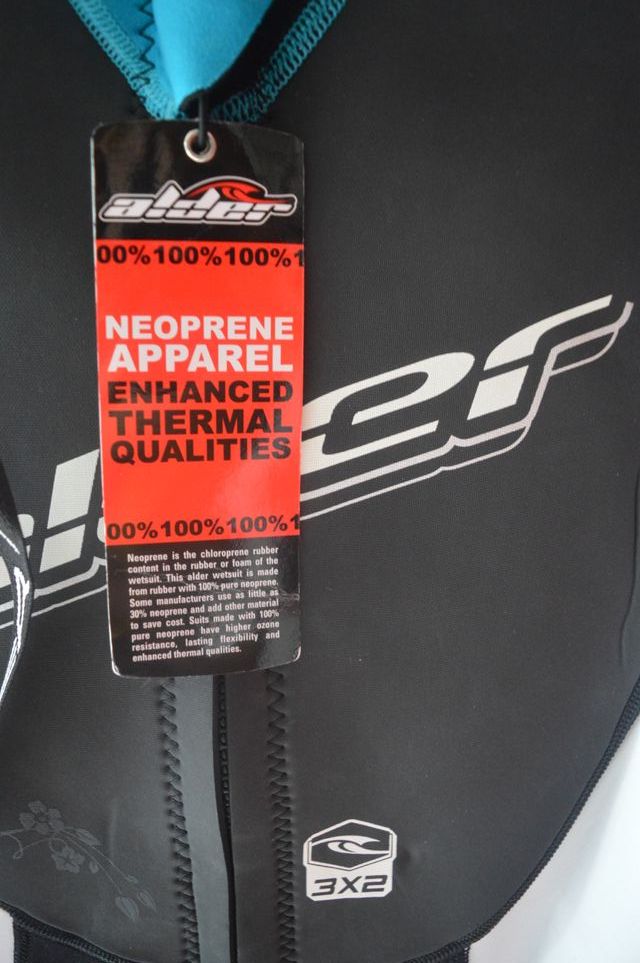 alder
00%100%100%1
NEOPRENE
APPAREL
ENHANCED
THERMAL
QUALITIES
00%100%100%1
Neoprene is the chloroprene rubber
content in the rubber or foam of the
wetsuit. This alder wetsuit is made
from rubber with 100% pure neoprene.
Some manufacturers use as little as
30% neoprene and add other material
to save cost. Suits made with 100%
pure neoprene have higher ozone
resistance, lasting flexibility and
enhanced thermal qualities.
alder
3X2